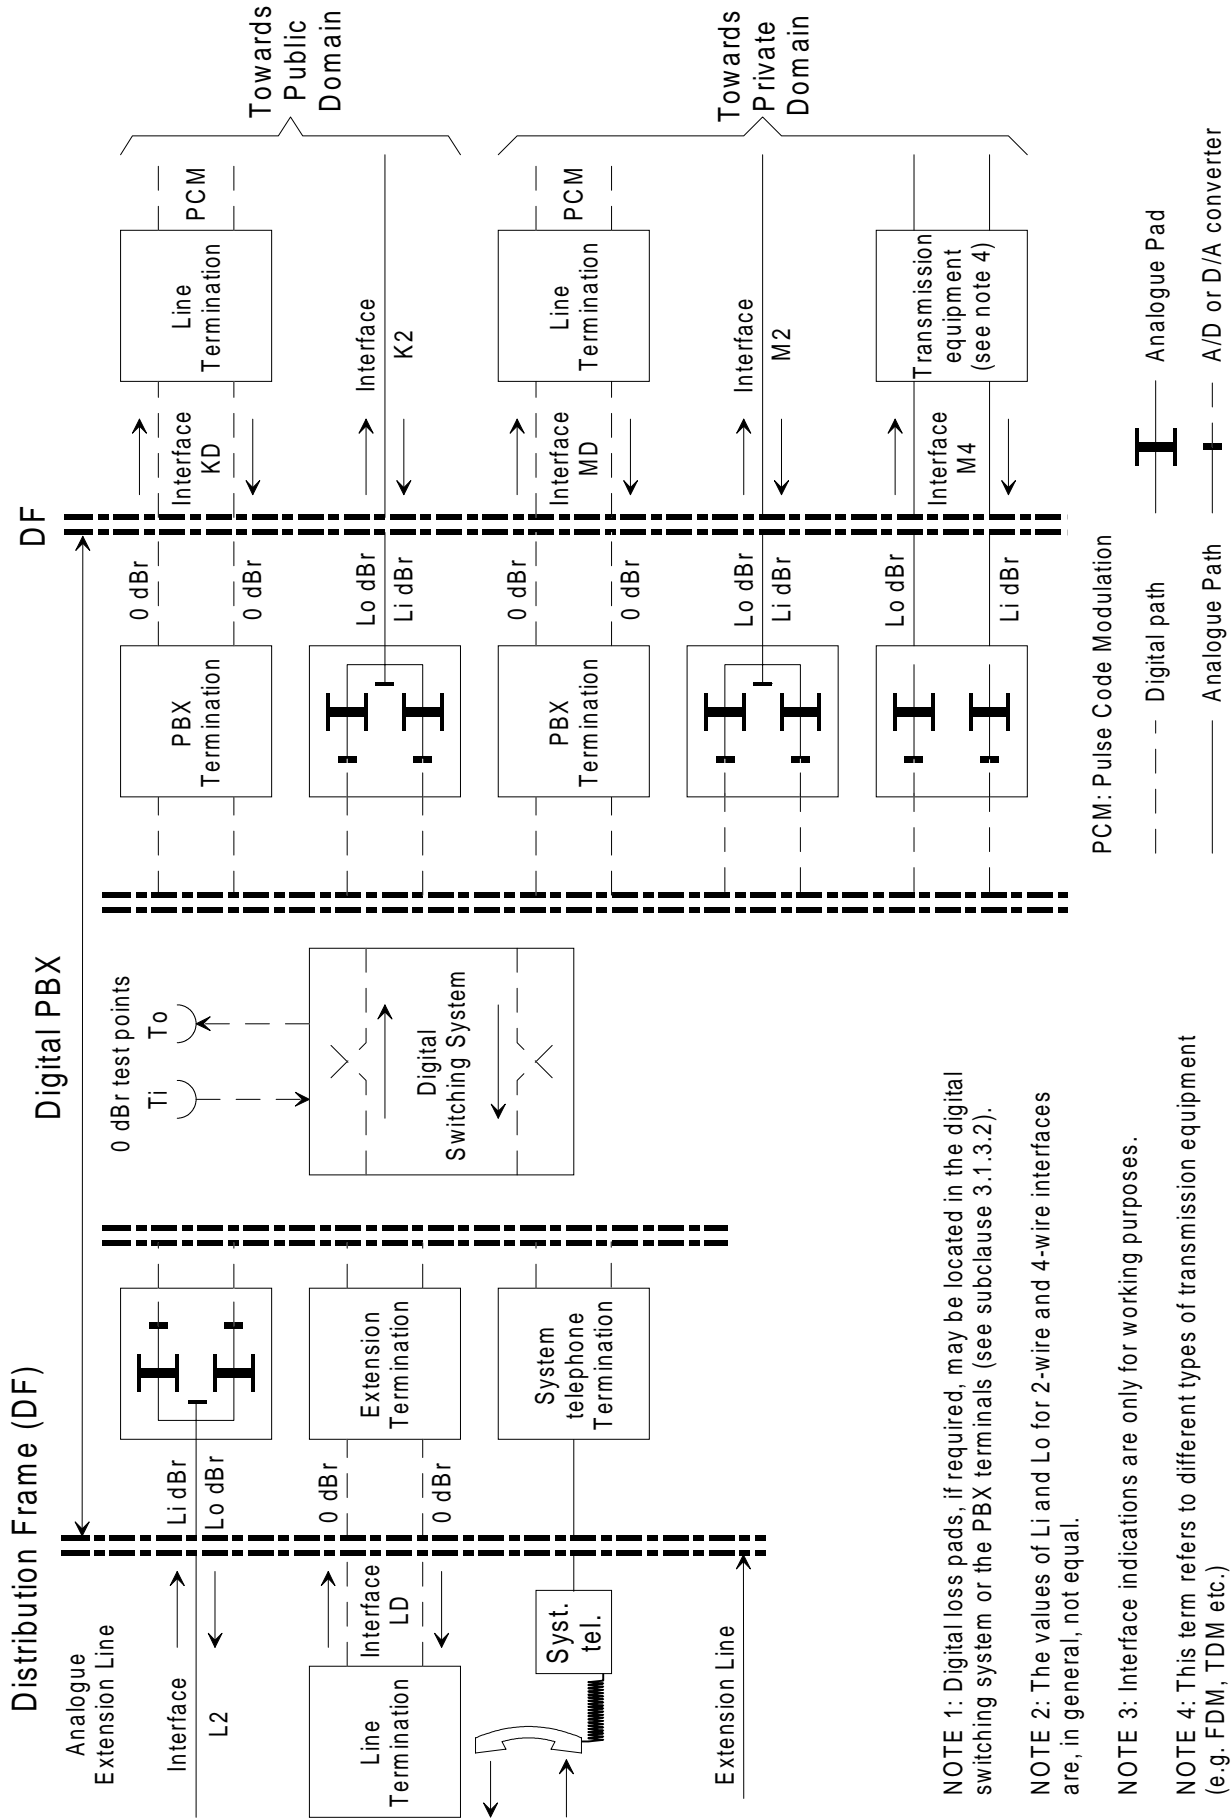 Distribution Frame (DF)
Digital PBX
DF
Analogue
Extension Line
Interface
L2
Li dBr
Lo dBr
Line
Termination
Interface
LD
0 dBr
0 dBr
Extension
Termination
Syst.
tel.
System
telephone
Termination
Extension Line
0 dBr test points
Ti
To
Digital
Switching System
PBX
Termination
0 dBr
0 dBr
Interface
KD
Line
Termination
PCM
Lo dBr
Li dBr
Interface
K2
Towards
Public
Domain
PBX
Termination
0 dBr
0 dBr
Interface
MD
Line
Termination
PCM
Lo dBr
Li dBr
Interface
M2
Lo dBr
Li dBr
Interface
M4
Transmission
equipment
(see note 4)
Towards
Private
Domain
PCM: Pulse Code Modulation
Digital path
Analogue Pad
Analogue Path
A/D or D/A converter
NOTE 1: Digital loss pads, if required, may be located in the digital
switching system or the PBX terminals (see subclause 3.1.3.2).
NOTE 2: The values of Li and Lo for 2-wire and 4-wire interfaces
are, in general, not equal.
NOTE 3: Interface indications are only for working purposes.
NOTE 4: This term refers to different types of transmission equipment
(e.g. FDM, TDM etc.)